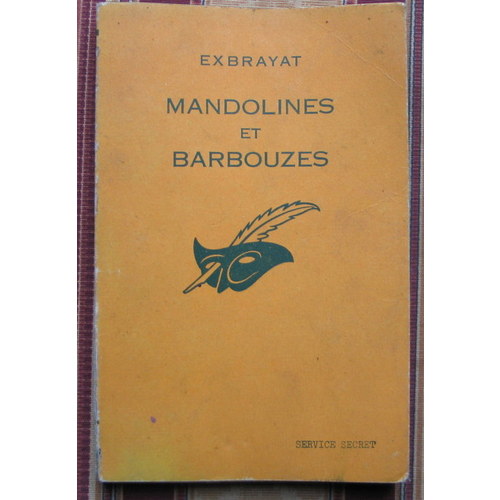 EXBRAYAT
MANDOLINES
ET
BARBOUZES
SERVICE SECRET